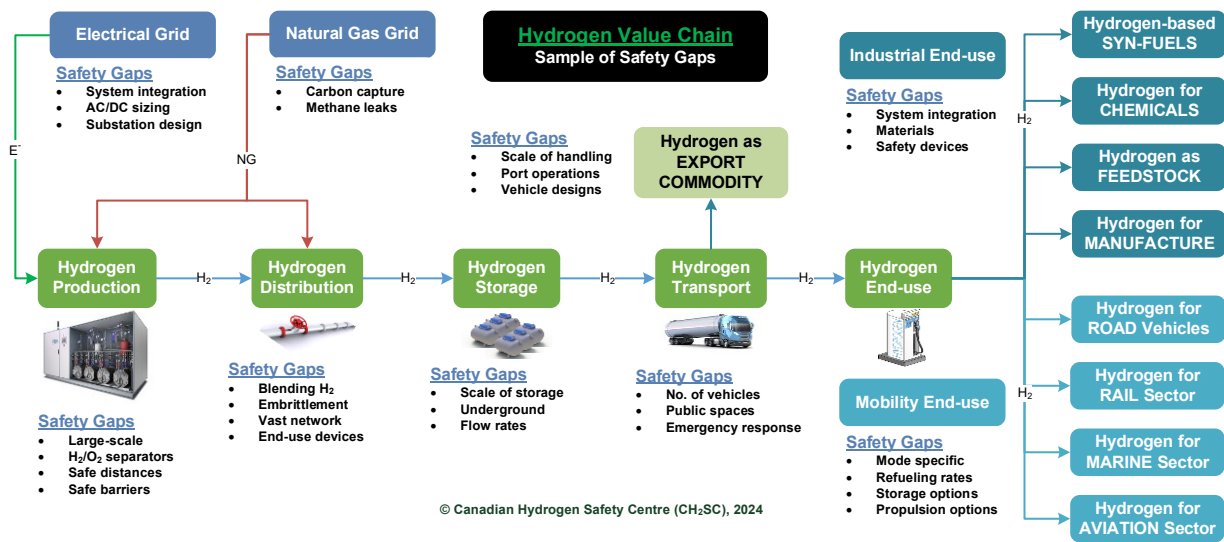 Electrical Grid
Safety Gaps
• System integration
• AC/DC sizing
• Substation design
E⁻
Natural Gas Grid
Safety Gaps
• Carbon capture
• Methane leaks
NG
Hydrogen Value Chain
Sample of Safety Gaps
Safety Gaps
• Scale of handling
• Port operations
• Vehicle designs
Hydrogen as
EXPORT
COMMODITY
Industrial End-use
Safety Gaps
• System integration
• Materials
• Safety devices
Hydrogen
Production
H₂
Hydrogen
Distribution
H₂
Hydrogen
Storage
H₂
Hydrogen
Transport
H₂
Hydrogen
End-use
Safety Gaps
• Large-scale
• H₂/O₂ separators
• Safe distances
• Safe barriers
Safety Gaps
• Blending H₂
• Embrittlement
• Vast network
• End-use devices
Safety Gaps
• Scale of storage
• Underground
• Flow rates
Safety Gaps
• No. of vehicles
• Public spaces
• Emergency response
Mobility End-use
Safety Gaps
• Mode specific
• Refueling rates
• Storage options
• Propulsion options
H₂
Hydrogen-based
SYN-FUELS
Hydrogen for
CHEMICALS
Hydrogen as
FEEDSTOCK
Hydrogen for
MANUFACTURE
H₂
Hydrogen for
ROAD Vehicles
Hydrogen for
RAIL Sector
Hydrogen for
MARINE Sector
Hydrogen for
AVIATION Sector
© Canadian Hydrogen Safety Centre (CH₂SC), 2024